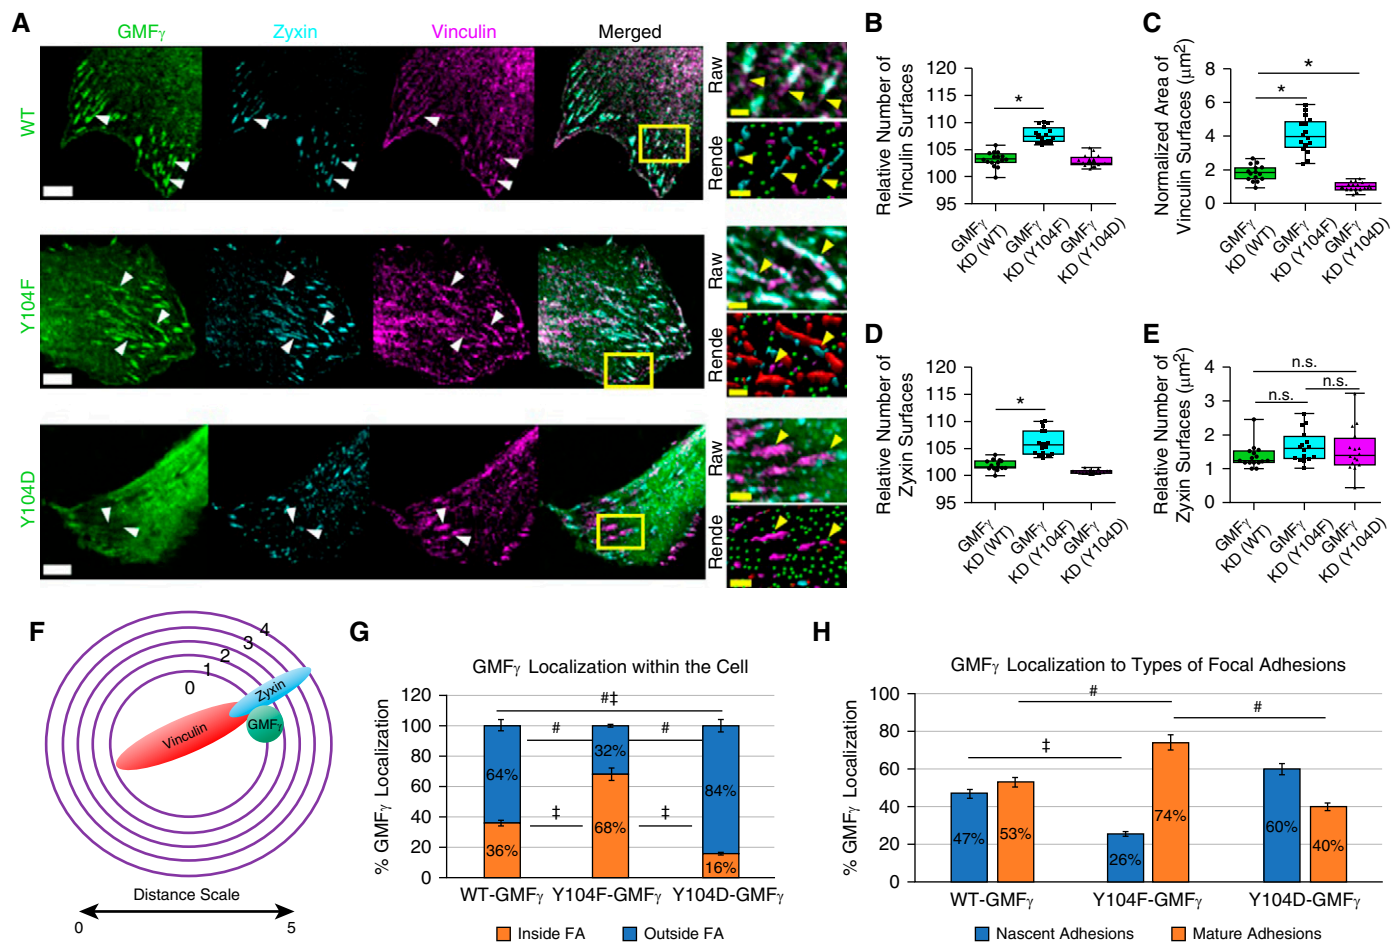 A
GMFγ
Zyxin
Vinculin
Merged
WT
Raw
Rende
Y104F
Raw
Rende
Y104D
Raw
Rende
B
Relative Number of
Vinculin Surfaces
120
115
110
105
100
95
*
GMFγ
KD (WT)
GMFγ
KD (Y104F)
GMFγ
KD (Y104D)
C
Normalized Area of
Vinculin Surfaces (μm2)
8
6
4
2
0
*
*
GMFγ
KD (WT)
GMFγ
KD (Y104F)
GMFγ
KD (Y104D)
D
Relative Number of
Zyxin Surfaces
120
115
110
105
100
95
*
GMFγ
KD (WT)
GMFγ
KD (Y104F)
GMFγ
KD (Y104D)
E
Relative Number of
Zyxin Surfaces (μm2)
4
3
2
1
0
n.s.
n.s.
n.s.
GMFγ
KD (WT)
GMFγ
KD (Y104F)
GMFγ
KD (Y104D)
F
0
1
2
3
4
Zyxin
GMFγ
Vinculin
Distance Scale
0
5
G
GMFγ Localization within the Cell
% GMFγ Localization
120
100
80
60
40
20
0
#‡
#
#
‡
‡
64%
36%
32%
68%
84%
16%
WT-GMFγ
Y104F-GMFγ
Y104D-GMFγ
Inside FA
Outside FA
H
GMFγ Localization to Types of Focal Adhesions
% GMFγ Localization
100
80
60
40
20
0
#
#
‡
47%
53%
26%
74%
60%
40%
WT-GMFγ
Y104F-GMFγ
Y104D-GMFγ
Nascent Adhesions
Mature Adhesions